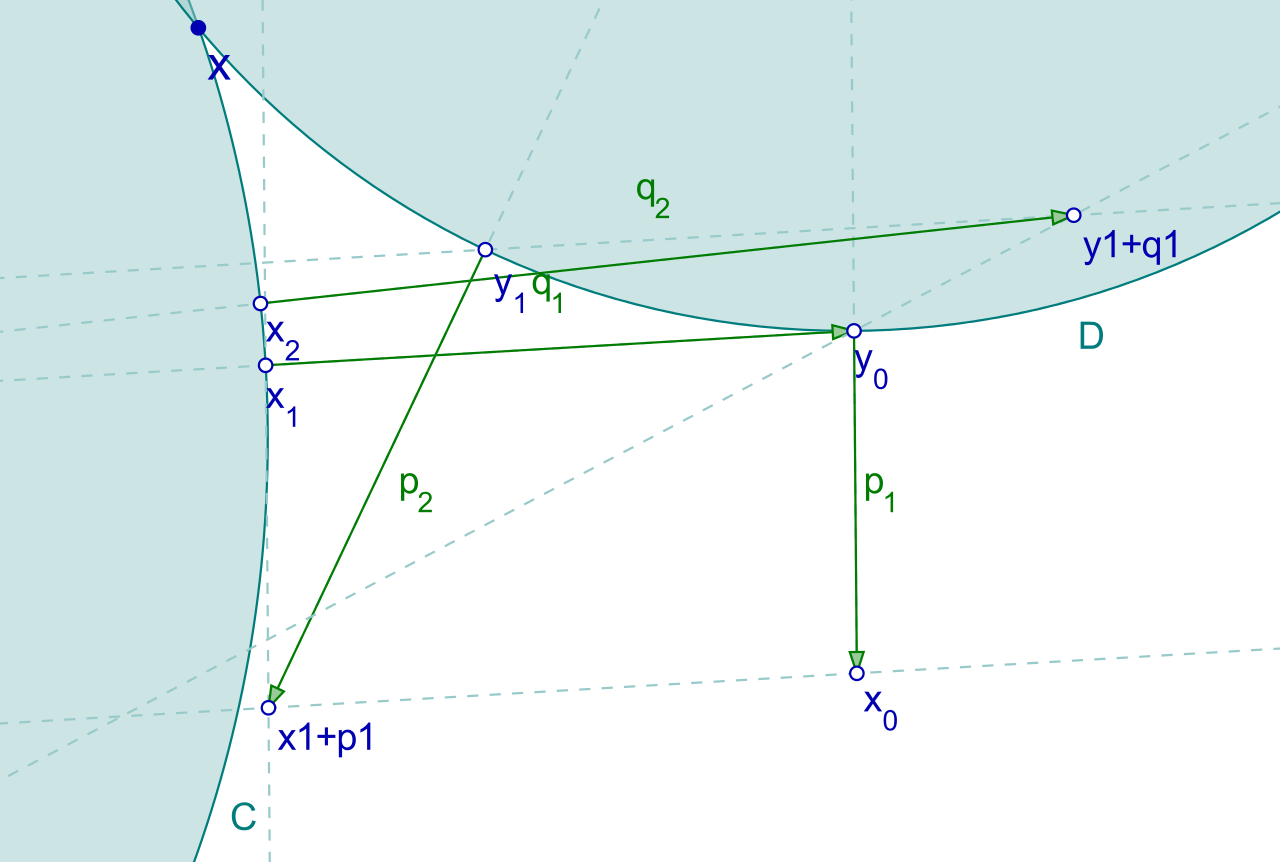 x
q₂
y1+q1
y₁
q₁
x₂
D
y₀
x₁
p₂
p₁
x₀
x1+p1
C